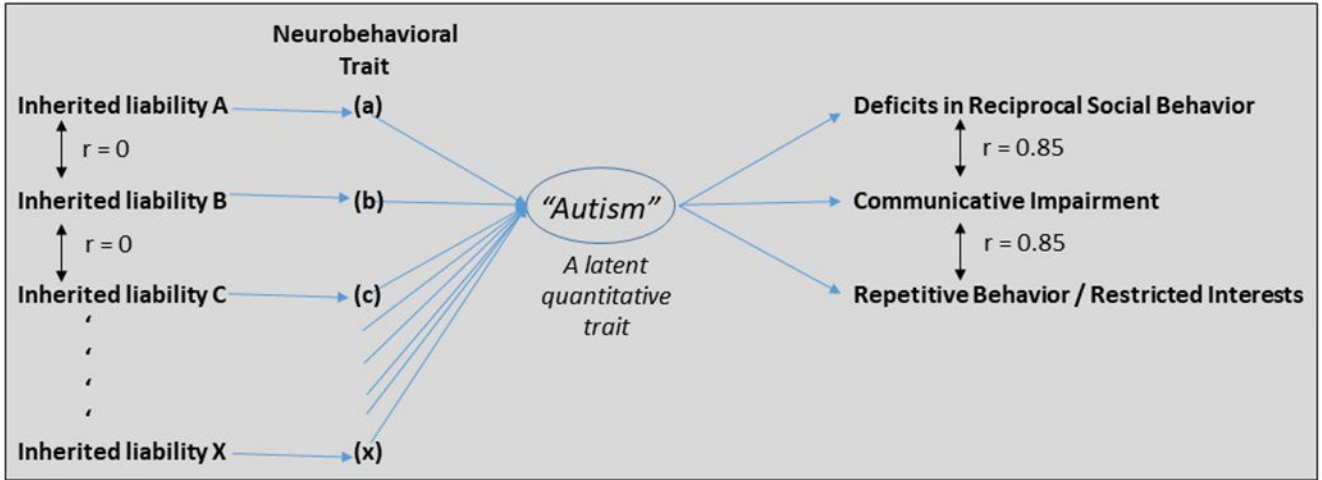 Neurobehavioral
Trait
Inherited liability A
(a)
Deficits in Reciprocal Social Behavior
r = 0
r = 0.85
Inherited liability B
(b)
“Autism”
Communicative Impairment
r = 0
r = 0.85
A latent
quantitative
trait
Inherited liability C
(c)
Repetitive Behavior / Restricted Interests
‘
‘
‘
‘
Inherited liability X
(x)